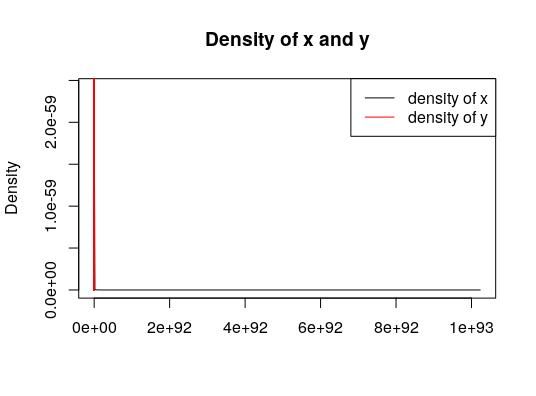 Density of x and y
density of x
density of y
Density
2.0e-59
1.0e-59
0.0e+00
0e+00 2e+92 4e+92 6e+92 8e+92 1e+93